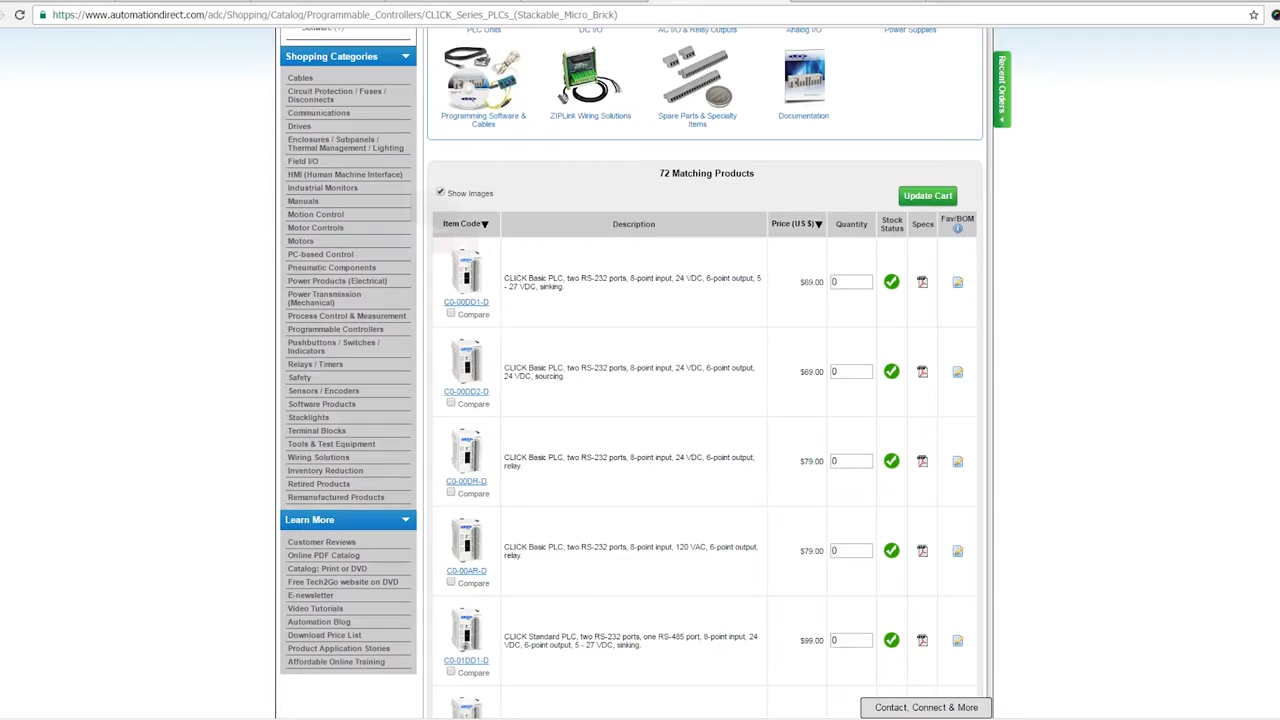 https://www.automationdirect.com/adc/Shopping/Catalog/Programmable_Controllers/CLICK_Series_PLCs_(Stackable_Micro_Brick)
Software (1)
Shopping Categories
Cables
Circuit Protection / Fuses /
Disconnects
Communications
Drives
Enclosures / Subpanels /
Thermal Management / Lighting
Field I/O
HMI (Human Machine Interface)
Industrial Monitors
Manuals
Motion Control
Motor Controls
Motors
PC-based Control
Pneumatic Components
Power Products (Electrical)
Power Transmission
(Mechanical)
Process Control & Measurement
Programmable Controllers
Pushbuttons / Switches /
Indicators
Relays / Timers
Safety
Sensors / Encoders
Software Products
Stacklights
Terminal Blocks
Tools & Test Equipment
Wiring Solutions
Inventory Reduction
Retired Products
Remanufactured Products
Learn More
Customer Reviews
Online PDF Catalog
Catalog: Print or DVD
Free Tech2Go website on DVD
E-newsletter
Video Tutorials
Automation Blog
Download Price List
Product Application Stories
Affordable Online Training
PLC Units
DC I/O
AC I/O & Relay Outputs
Analog I/O
Power Supplies
Programming Software &
Cables
ZIPLink Wiring Solutions
Spare Parts & Specialty
Items
Documentation
Recent Orders
72 Matching Products
Show Images
Update Cart
Item Code▼
Description
Price (US $)▼
Quantity
Stock
Status
Specs
Fav/BOM
C0-00DD1-D
Compare
CLICK Basic PLC, two RS-232 ports, 8-point input, 24 VDC, 6-point output, 5
- 27 VDC, sinking.
$69.00
0
C0-00DD2-D
Compare
CLICK Basic PLC, two RS-232 ports, 8-point input, 24 VDC, 6-point output,
24 VDC, sourcing.
$69.00
0
C0-00DR-D
Compare
CLICK Basic PLC, two RS-232 ports, 8-point input, 24 VDC, 6-point output,
relay.
$79.00
0
C0-00AR-D
Compare
CLICK Basic PLC, two RS-232 ports, 8-point input, 120 VAC, 6-point output,
relay.
$79.00
0
C0-01DD1-D
Compare
CLICK Standard PLC, two RS-232 ports, one RS-485 port, 8-point input, 24
VDC, 6-point output, 5 - 27 VDC, sinking.
$99.00
0
Contact, Connect & More